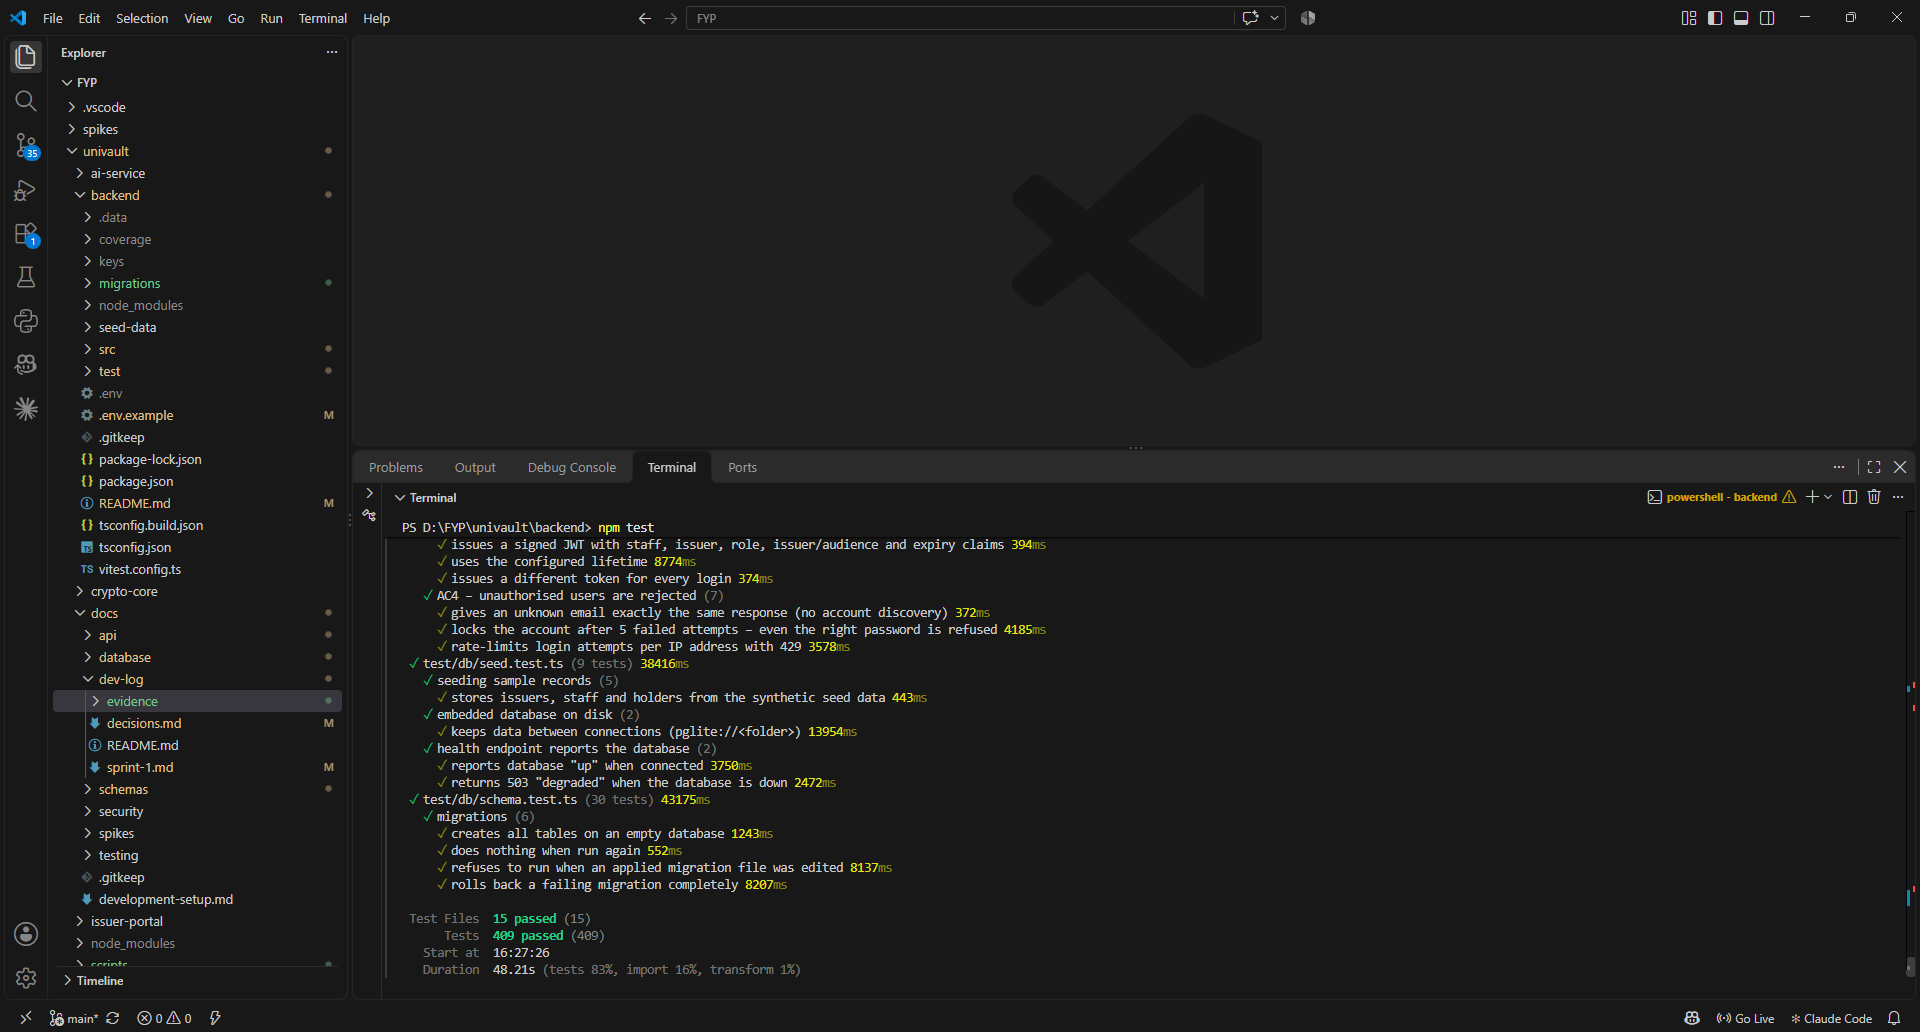 File Edit Selection View Go Run Terminal Help
FYP
Explorer
FYP
.vscode
spikes
35
univault
ai-service
backend
.data
1
coverage
keys
migrations
node_modules
seed-data
src
test
.env
.env.example M
.gitkeep
package-lock.json
package.json
README.md M
tsconfig.build.json
TS tsconfig.json
TS vitest.config.ts
crypto-core
docs
api
database
dev-log
evidence
decisions.md M
README.md
sprint-1.md M
schemas
security
spikes
testing
.gitkeep
development-setup.md
issuer-portal
node_modules
scripts
Timeline
Problems Output Debug Console Terminal Ports
Terminal
powershell - backend
PS D:\FYP\univault\backend> npm test
✓ issues a signed JWT with staff, issuer, role, issuer/audience and expiry claims 394ms
✓ uses the configured lifetime 8774ms
✓ issues a different token for every login 374ms
✓ AC4 – unauthorised users are rejected (7)
✓ gives an unknown email exactly the same response (no account discovery) 372ms
✓ locks the account after 5 failed attempts – even the right password is refused 4185ms
✓ rate-limits login attempts per IP address with 429 3578ms
✓ test/db/seed.test.ts (9 tests) 38416ms
✓ seeding sample records (5)
✓ stores issuers, staff and holders from the synthetic seed data 443ms
✓ embedded database on disk (2)
✓ keeps data between connections (pglite://<folder>) 13954ms
✓ health endpoint reports the database (2)
✓ reports database "up" when connected 3750ms
✓ returns 503 "degraded" when the database is down 2472ms
✓ test/db/schema.test.ts (30 tests) 43175ms
✓ migrations (6)
✓ creates all tables on an empty database 1243ms
✓ does nothing when run again 552ms
✓ refuses to run when an applied migration file was edited 8137ms
✓ rolls back a failing migration completely 8207ms
Test Files 15 passed (15)
Tests 409 passed (409)
Start at 16:27:26
Duration 48.21s (tests 83%, import 16%, transform 1%)
main* 0 0 Go Live Claude Code